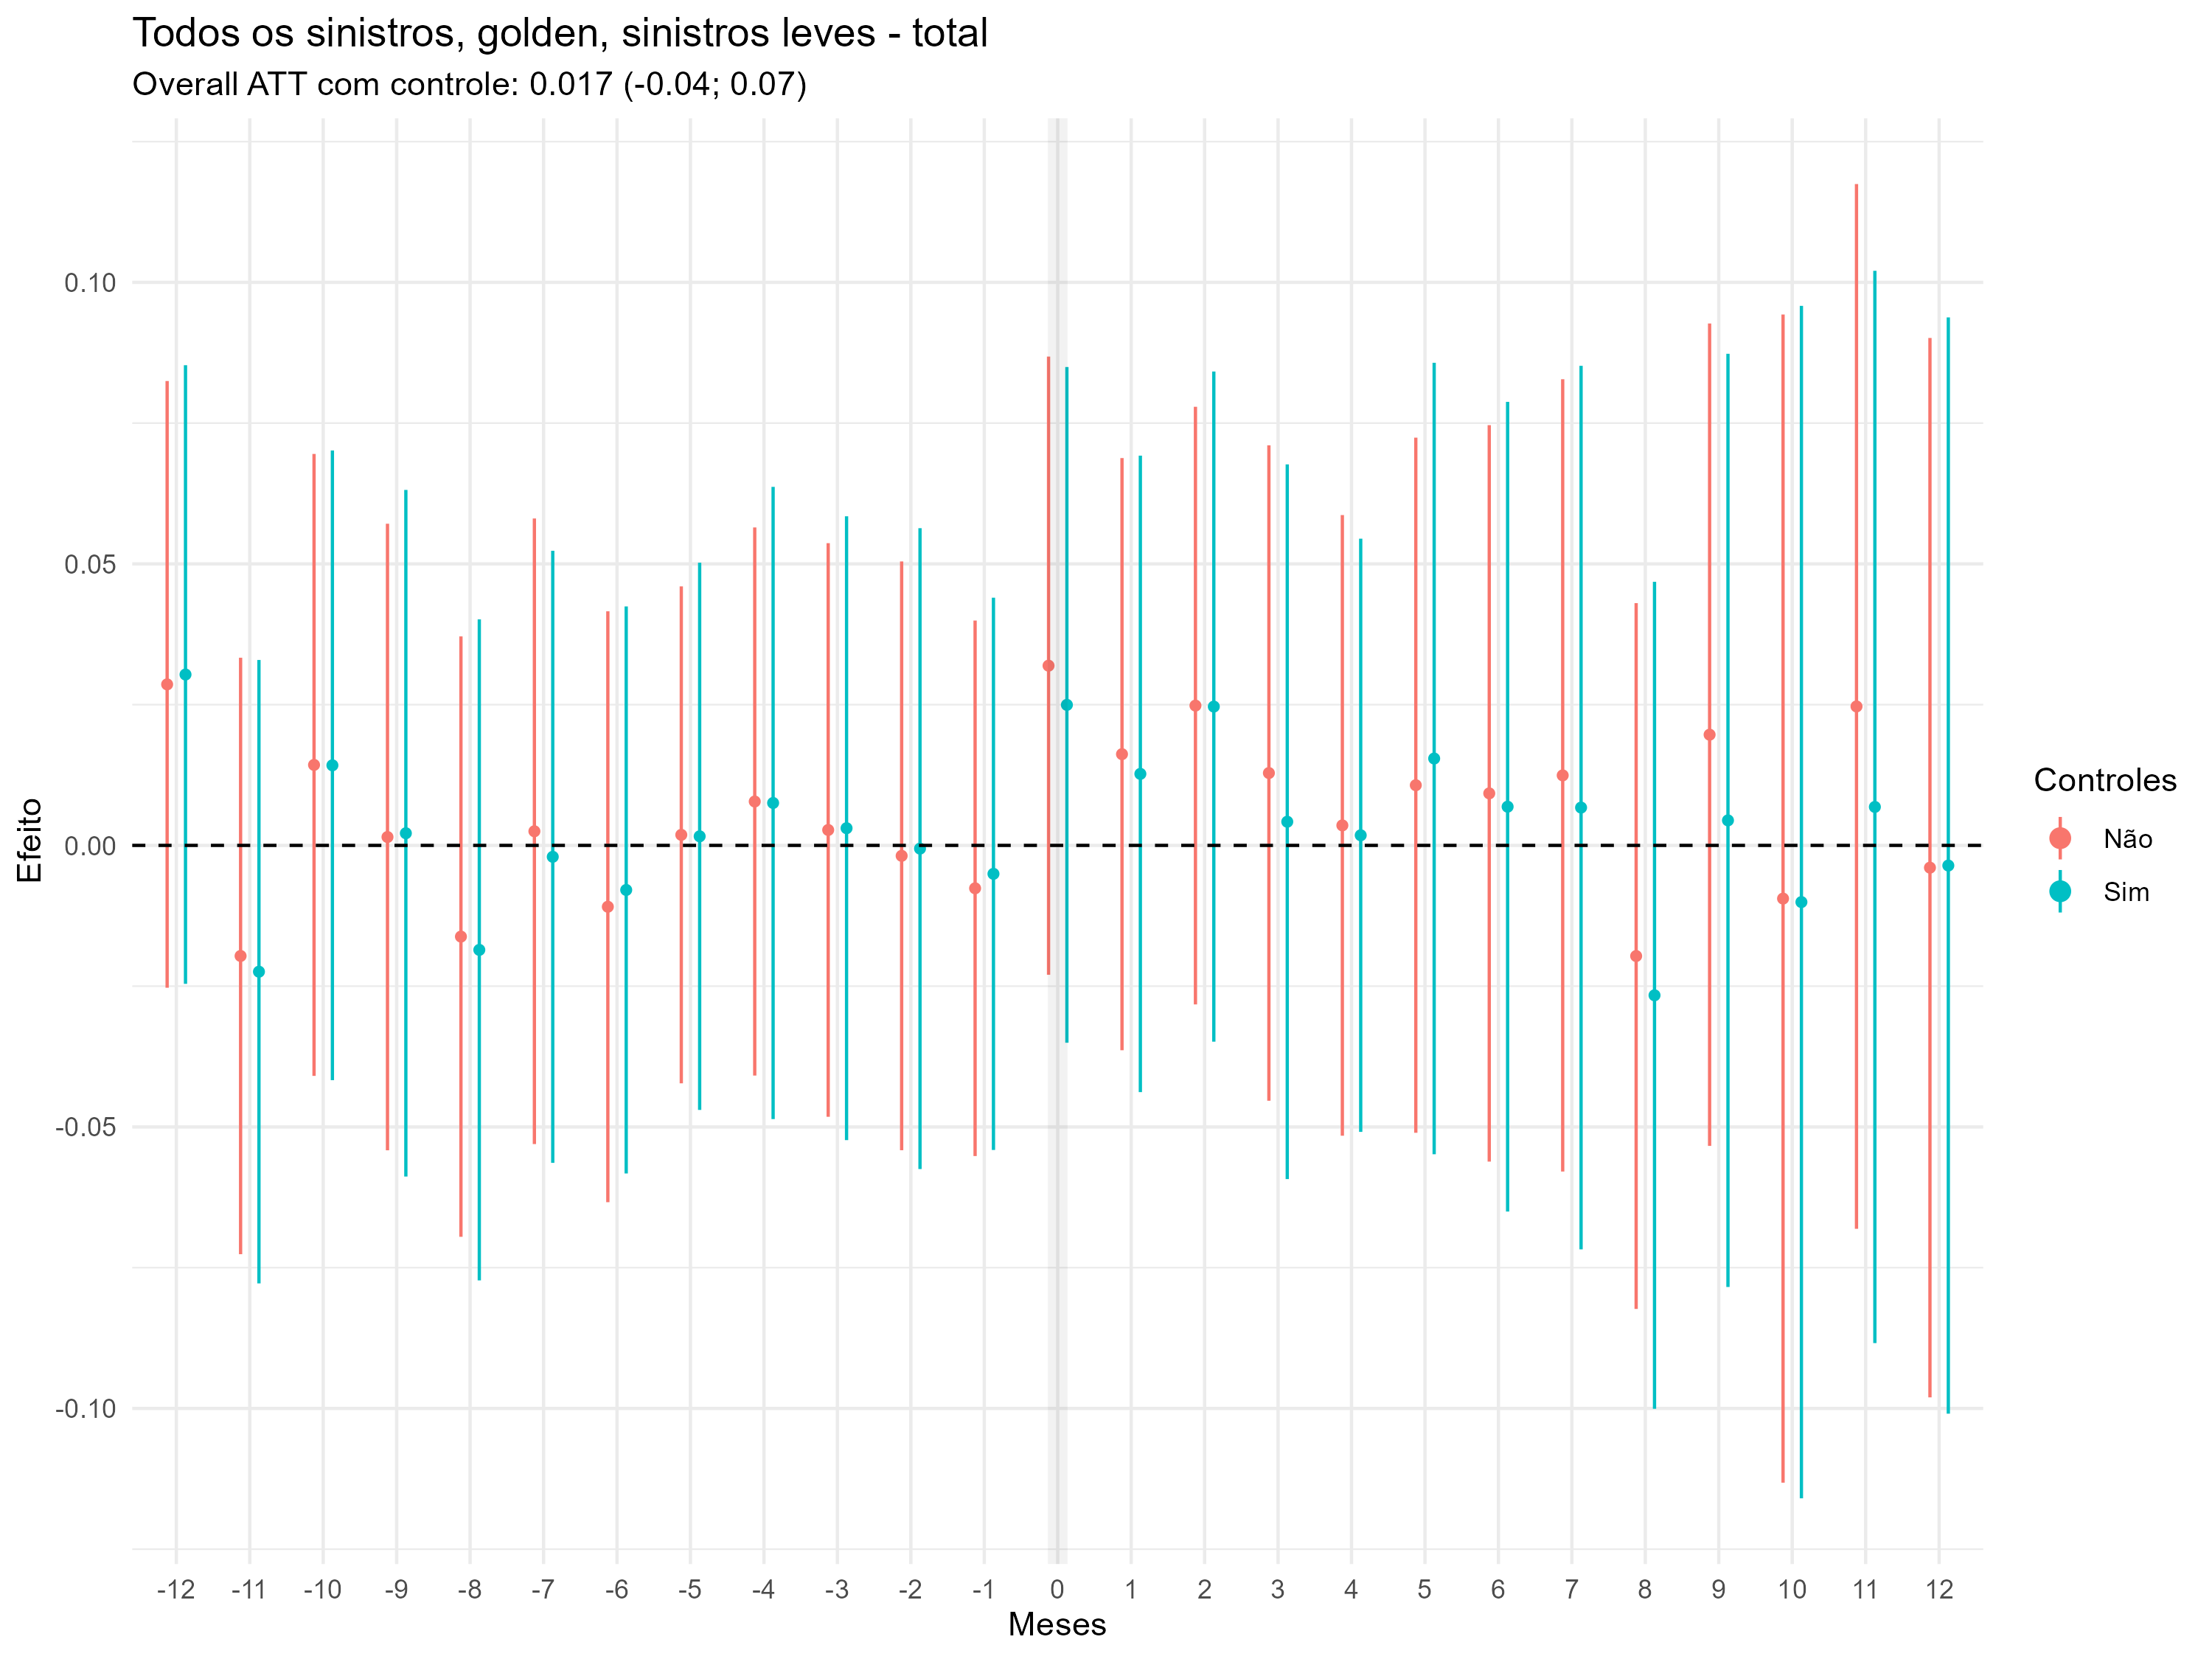 Todos os sinistros, golden, sinistros leves - total
Overall ATT com controle: 0.017 (-0.04; 0.07)
0.10
0.05
0.00
-0.05
-0.10
Efeito
-12 -11 -10 -9 -8 -7 -6 -5 -4 -3 -2 -1 0 1 2 3 4 5 6 7 8 9 10 11 12
Meses
Controles
Não
Sim